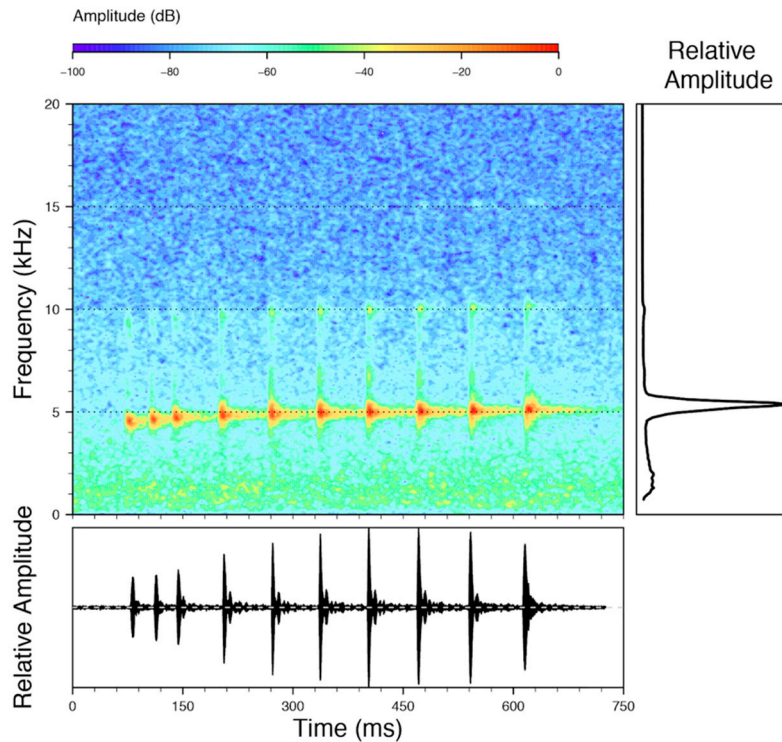 Amplitude (dB)
−100 −80 −60 −40 −20 0
Relative
Amplitude
20
15
10
5
0
Frequency (kHz)
Relative Amplitude
0 150 300 450 600 750
Time (ms)